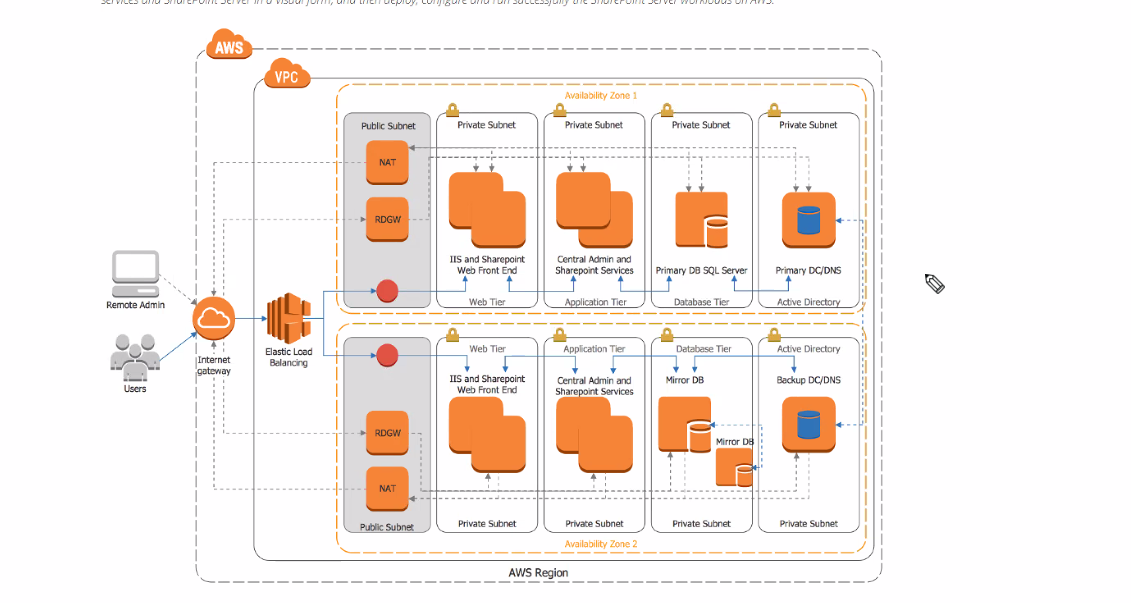 services and SharePoint Server in a visual form, and then deploy, configure and run successfully the SharePoint Server workloads on AWS.
AWS
VPC
Availability Zone 1
Public Subnet
Private Subnet
Private Subnet
Private Subnet
Private Subnet
NAT
RDGW
IIS and Sharepoint
Web Front End
Central Admin and
Sharepoint Services
Primary DB SQL Server
Primary DC/DNS
Web Tier
Application Tier
Database Tier
Active Directory
Remote Admin
Users
Internet
gateway
Elastic Load
Balancing
Web Tier
Application Tier
Database Tier
Active Directory
IIS and Sharepoint
Web Front End
Central Admin and
Sharepoint Services
Mirror DB
Backup DC/DNS
RDGW
Mirror DB
NAT
Public Subnet
Private Subnet
Private Subnet
Private Subnet
Private Subnet
Availability Zone 2
AWS Region